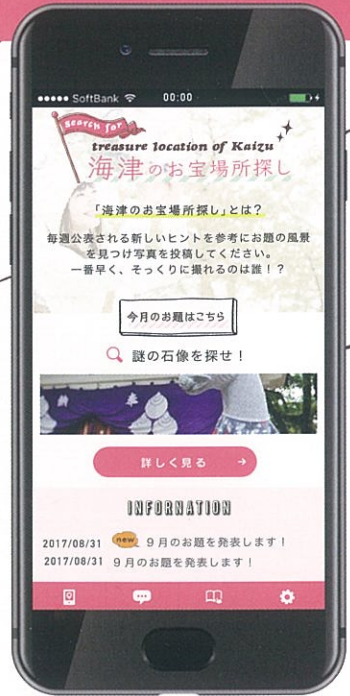 SoftBank 00:00
Search for
treasure location of Kaizu
海津のお宝場所探し
「海津のお宝場所探し」とは？
毎週公表される新しいヒントを参考にお題の風景
を見つけ写真を投稿してください。
一番早く、そっくりに撮れるのは誰！？
今月のお題はこちら
謎の石像を探せ！
詳しく見る →
INFORNATION
2017/08/31 new 9月のお題を発表します！
2017/08/31 9月のお題を発表します！